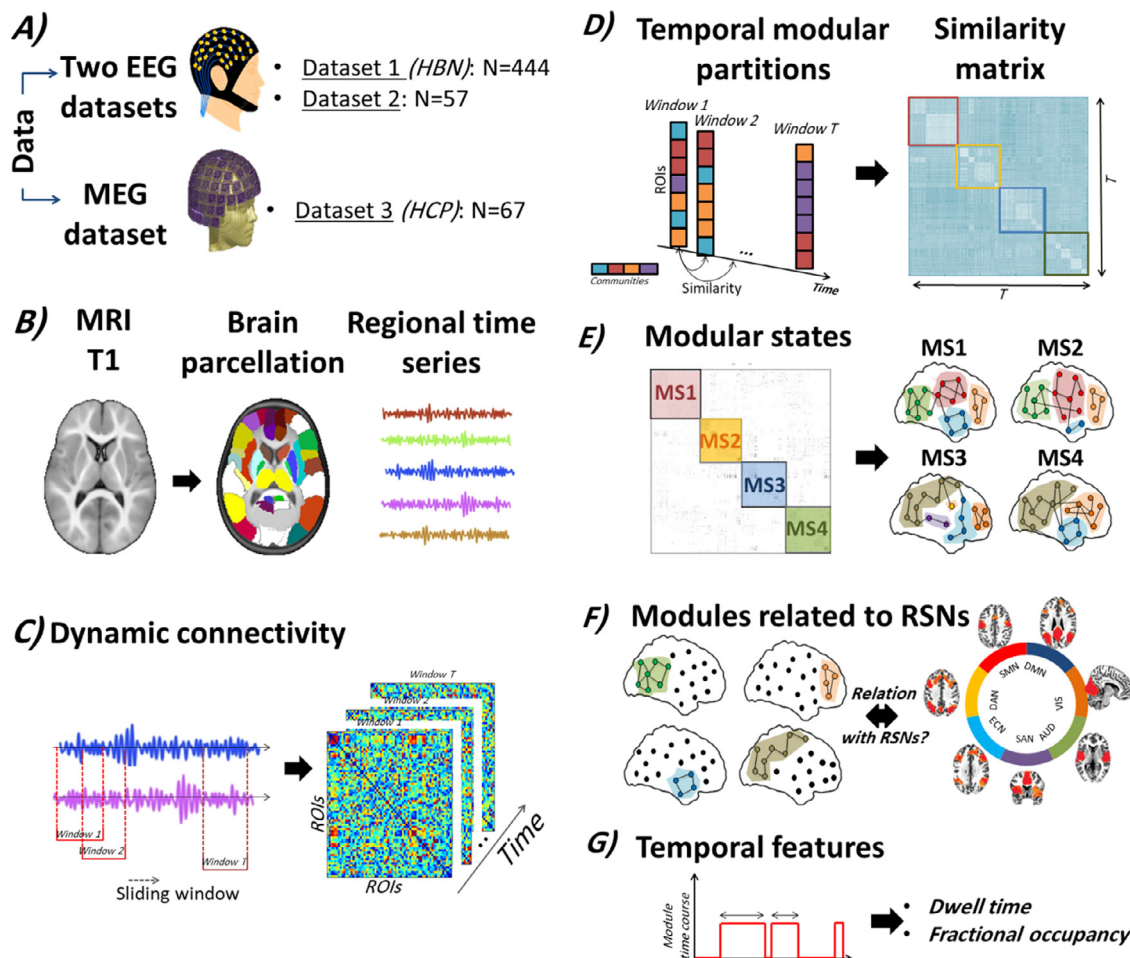 A)
Data
Two EEG
datasets
• Dataset 1 (HBN): N=444
• Dataset 2: N=57
MEG
dataset
• Dataset 3 (HCP): N=67
B)
MRI
T1
Brain
parcellation
Regional time
series
C) Dynamic connectivity
Window 1
Window 2
Window T
Sliding window
Window T
Window 2
Window 1
ROIs
ROIs
Time
D) Temporal modular
partitions
Similarity
matrix
Window 1
Window 2
Window T
ROIs
...
Communities
Similarity
Time
T
T
E) Modular states
MS1
MS2
MS3
MS4
MS1
MS2
MS3
MS4
F) Modules related to RSNs
Relation
with RSNs?
SMN
DMN
DAN
VIS
ECN
AUD
SAN
G) Temporal features
Module
time course
• Dwell time
• Fractional occupancy